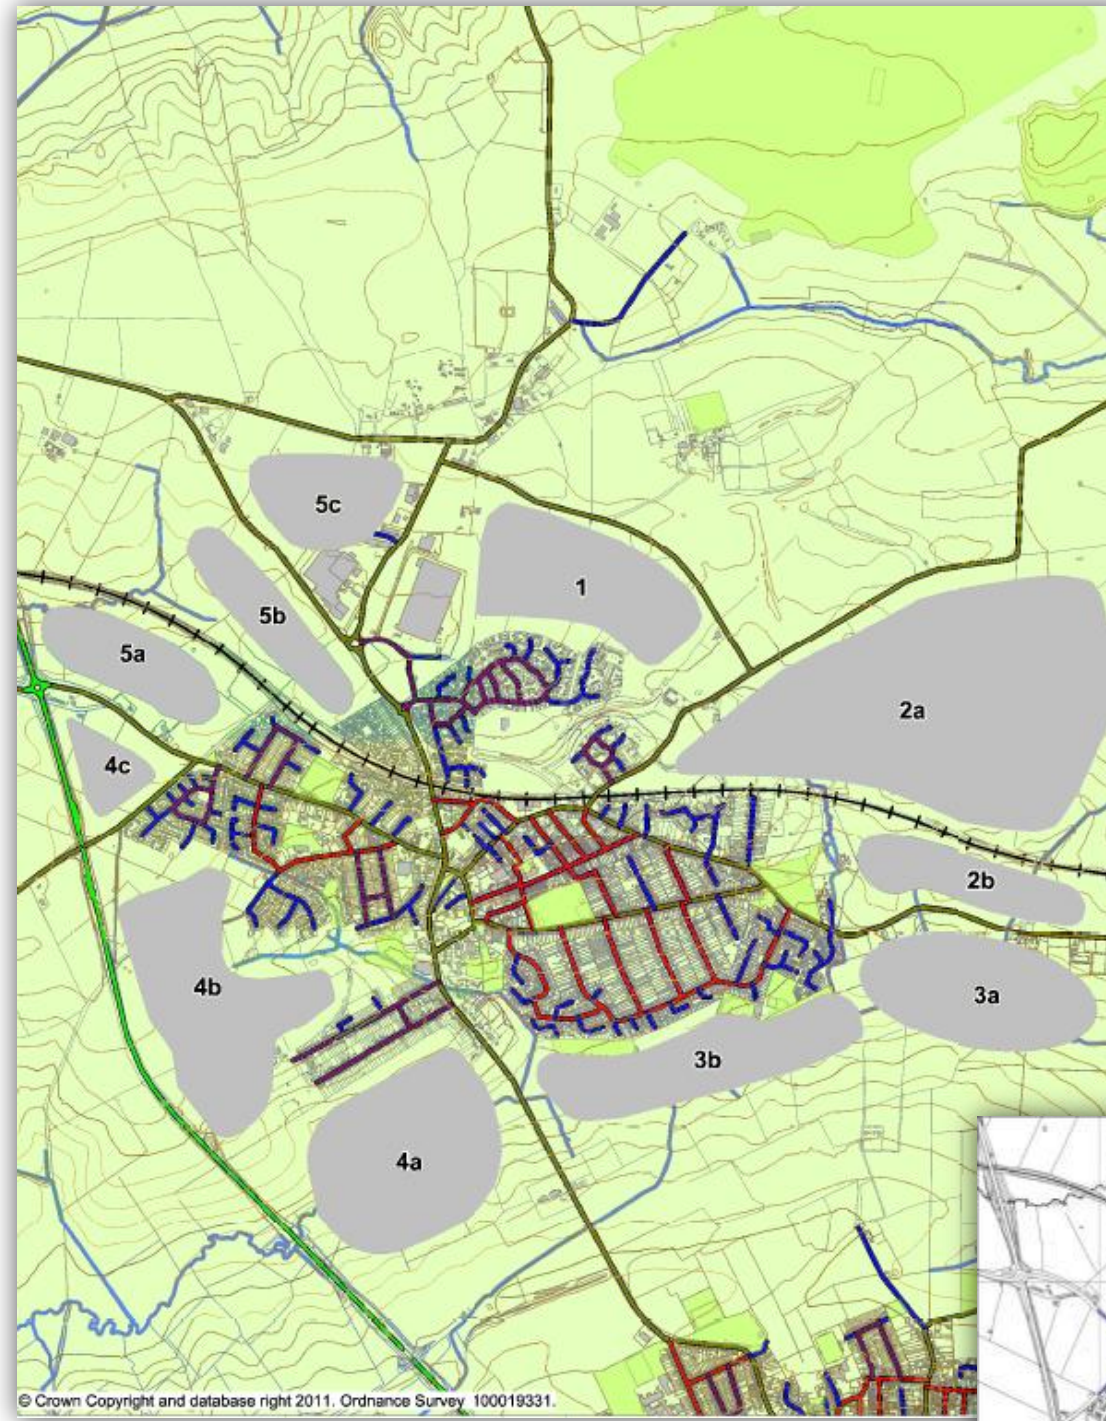 5c
1
5b
5a
2a
4c
2b
4b
3a
3b
4a
© Crown Copyright and database right 2011. Ordnance Survey 100019331.